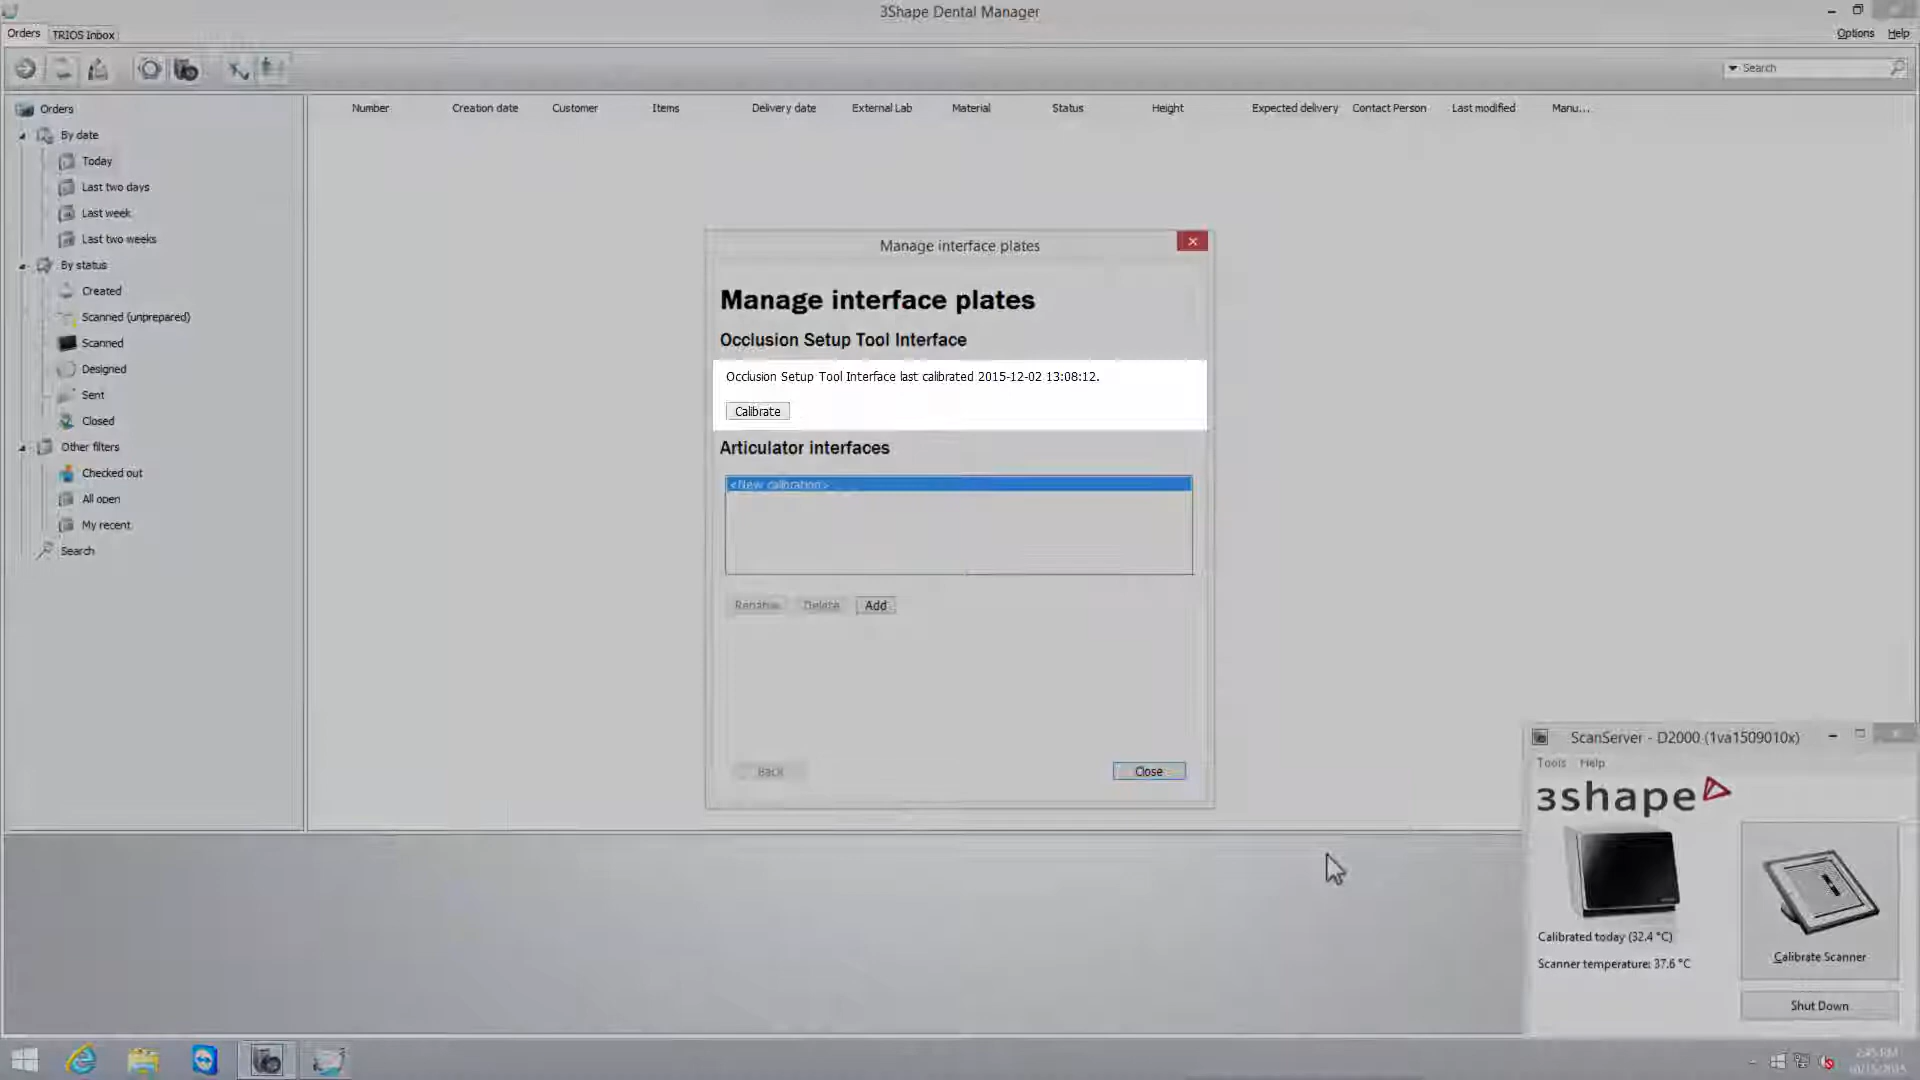 3Shape Dental Manager
Orders
TRIOS Inbox
Options
Help
Search
Orders
By date
Today
Last two days
Last week
Last two weeks
By status
Created
Scanned (unprepared)
Scanned
Designed
Sent
Closed
Other filters
Checked out
All open
My recent
Search
Number
Creation date
Customer
Items
Delivery date
External Lab
Material
Status
Height
Expected delivery
Contact Person
Last modified
Manu...
Manage interface plates
Manage interface plates
Occlusion Setup Tool Interface
Occlusion Setup Tool Interface last calibrated 2015-12-02 13:08:12.
Calibrate
Articulator interfaces
<New calibration>
Rename
Delete
Add
Back
Close
ScanServer - D2000 (1va1509010x)
Tools
Help
3shape
Calibrated today (32.4 °C)
Scanner temperature: 37.6 °C
Calibrate Scanner
Shut Down